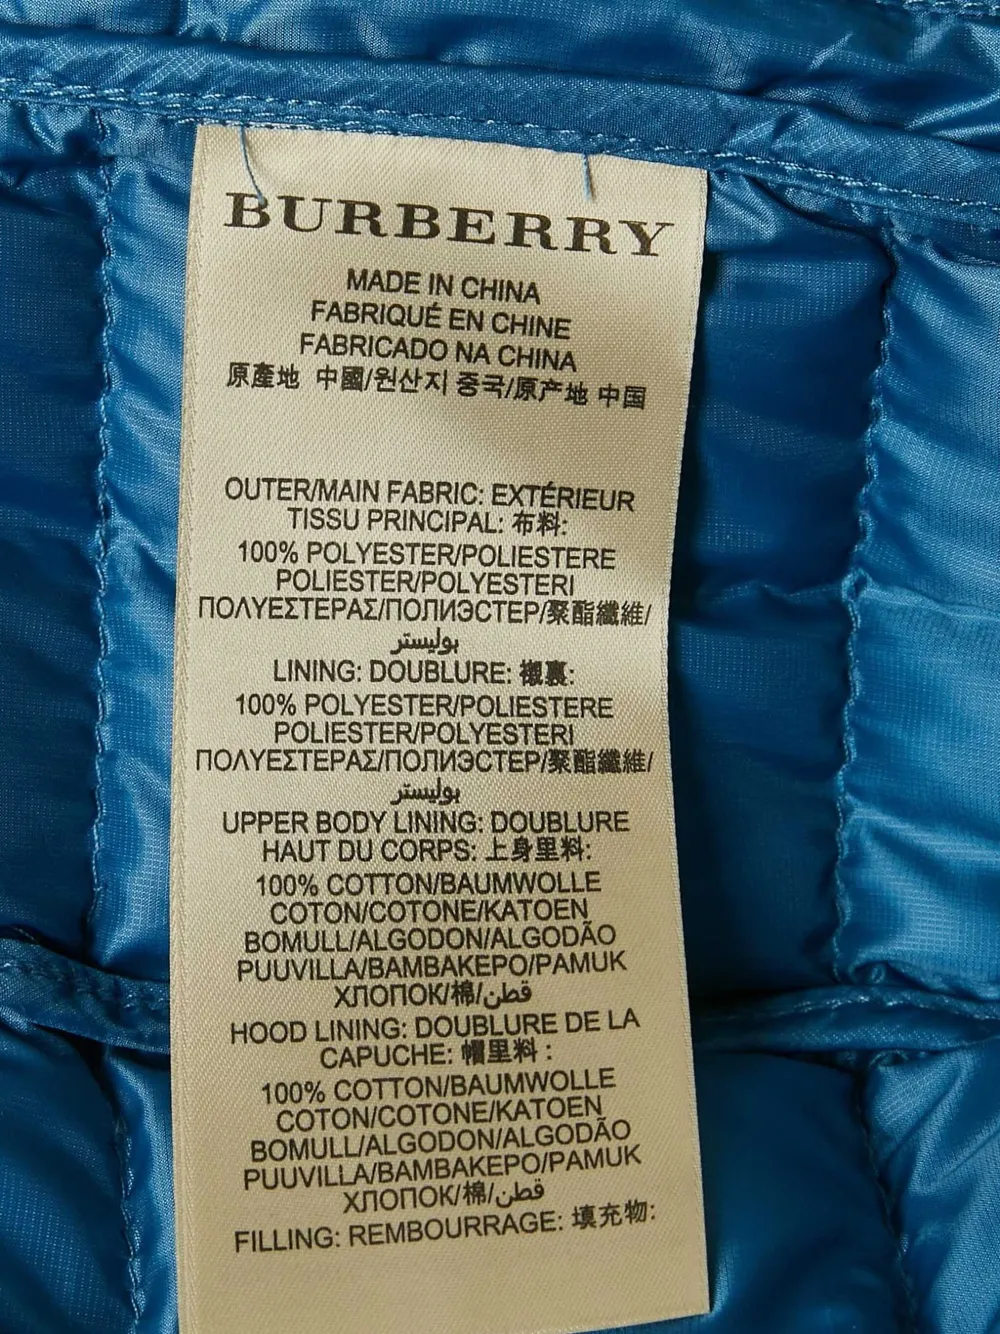 BURBERRY
MADE IN CHINA
FABRIQUÉ EN CHINE
FABRICADO NA CHINA
原產地 中國/원산지 중국/原产地 中国
OUTER/MAIN FABRIC: EXTÉRIEUR
TISSU PRINCIPAL: 布料:
100% POLYESTER/POLIESTERE
POLIESTER/POLYESTERI
ΠΟΛΥΕΣΤΕΡΑΣ/ПОЛИЭСТЕР/聚酯纖維/
بوليستر
LINING: DOUBLURE: 襯裏:
100% POLYESTER/POLIESTERE
POLIESTER/POLYESTERI
ΠΟΛΥΕΣΤΕΡΑΣ/ПОЛИЭСТЕР/聚酯纖維/
بوليستر
UPPER BODY LINING: DOUBLURE
HAUT DU CORPS: 上身里料:
100% COTTON/BAUMWOLLE
COTON/COTONE/KATOEN
BOMULL/ALGODON/ALGODÃO
PUUVILLA/ΒΑΜΒΑΚΕΡΟ/PAMUK
ХЛОПОК/棉/قطن
HOOD LINING: DOUBLURE DE LA
CAPUCHE: 帽里料 :
100% COTTON/BAUMWOLLE
COTON/COTONE/KATOEN
BOMULL/ALGODON/ALGODÃO
PUUVILLA/ΒΑΜΒΑΚΕΡΟ/PAMUK
ХЛОПОК/棉/قطن
FILLING: REMBOURRAGE: 填充物: